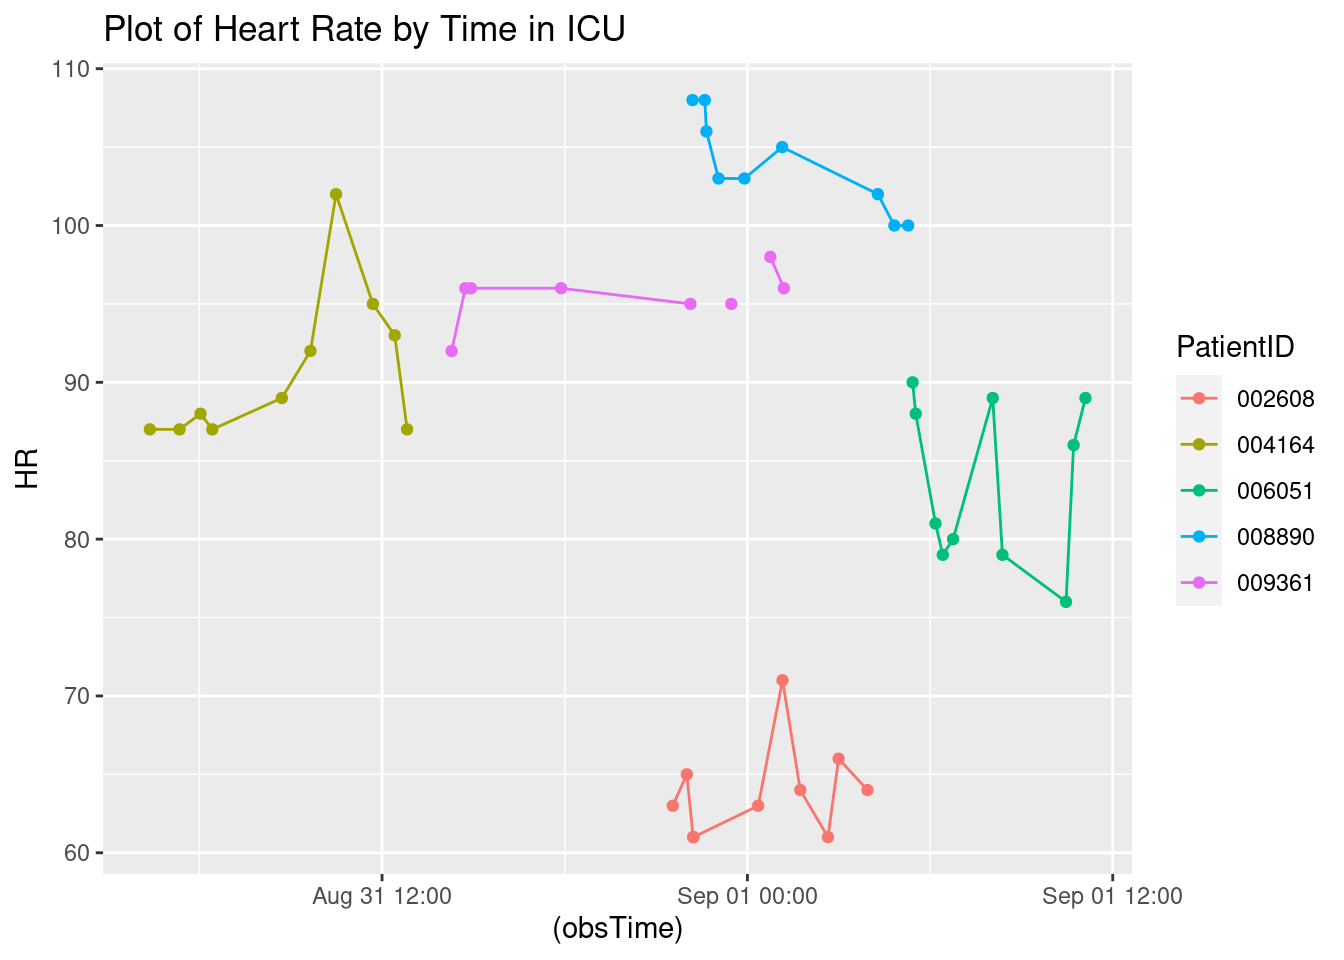 Plot of Heart Rate by Time in ICU
110
100
90
80
70
60
HR
Aug 31 12:00
Sep 01 00:00
Sep 01 12:00
(obsTime)
PatientID
002608
004164
006051
008890
009361